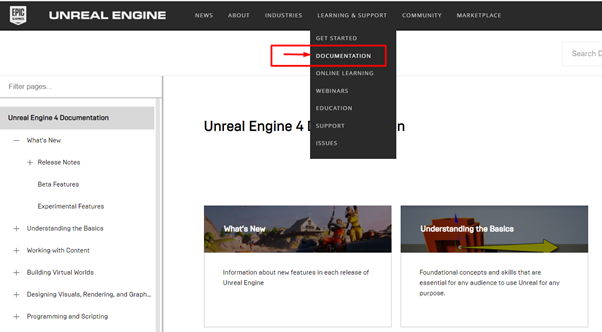 EPIC GAMES
UNREAL ENGINE
NEWS
ABOUT
INDUSTRIES
LEARNING & SUPPORT
COMMUNITY
MARKETPLACE
GET STARTED
DOCUMENTATION
ONLINE LEARNING
WEBINARS
EDUCATION
SUPPORT
ISSUES
Search D
Filter pages...
Unreal Engine 4 Documentation
What's New
Release Notes
Beta Features
Experimental Features
Understanding the Basics
Working with Content
Building Virtual Worlds
Designing Visuals, Rendering, and Graph...
Programming and Scripting
Unreal Engine 4 D on
What's New
Information about new features in each release of
Unreal Engine
Understanding the Basics
Foundational concepts and skills that are
essential for any audience to use Unreal for any
purpose.